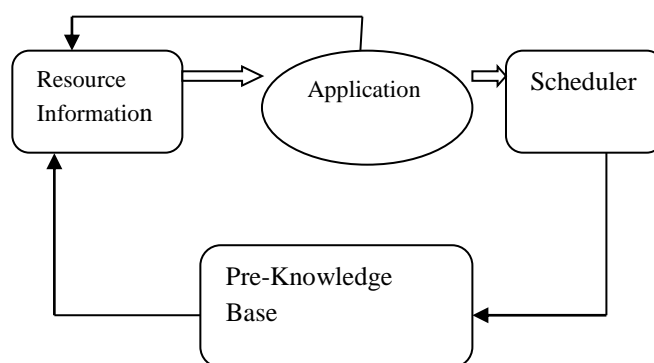 Resource
Information
Application
Scheduler
Pre-Knowledge
Base